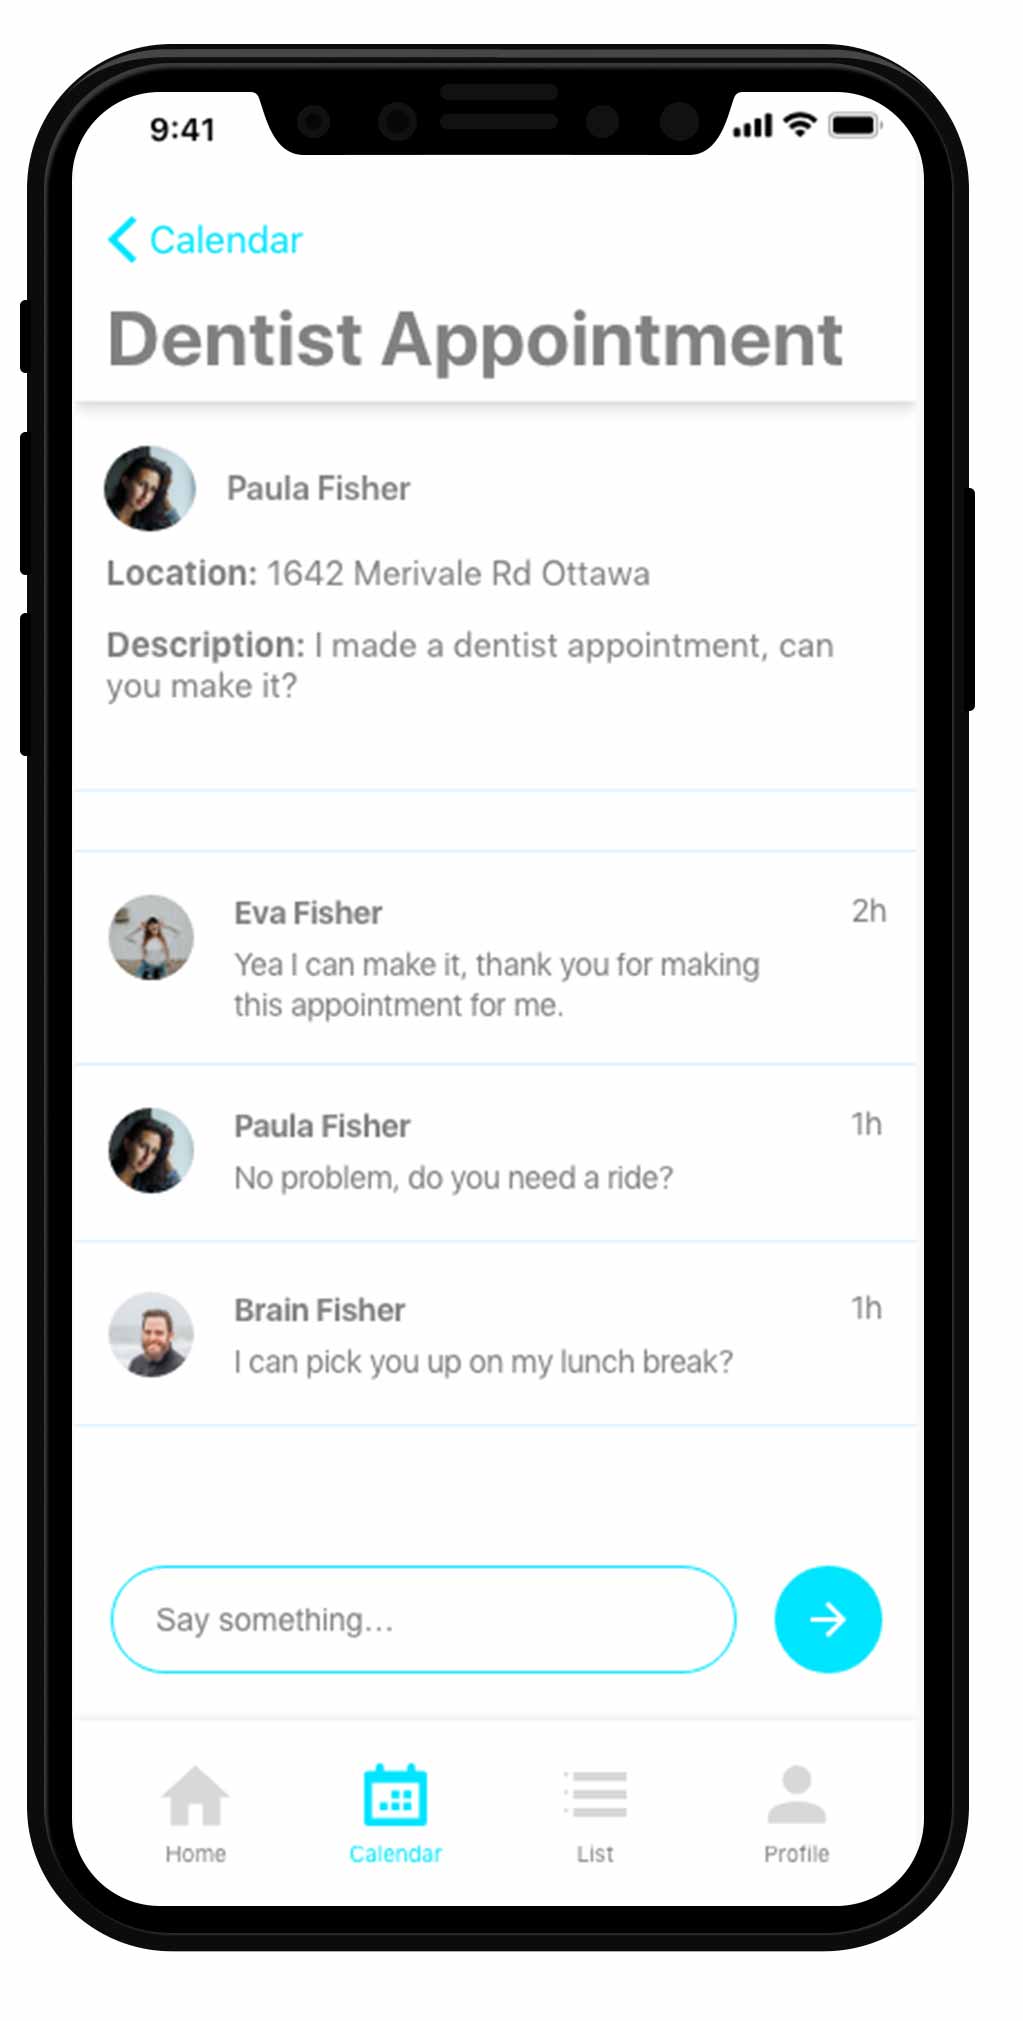 9:41
Calendar
Dentist Appointment
Paula Fisher
Location: 1642 Merivale Rd Ottawa
Description: I made a dentist appointment, can
you make it?
Eva Fisher
2h
Yea I can make it, thank you for making
this appointment for me.
Paula Fisher
1h
No problem, do you need a ride?
Brain Fisher
1h
I can pick you up on my lunch break?
Say something...
Home
Calendar
List
Profile